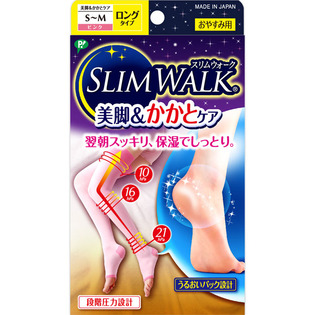 美脚&かかとケア
S~M
ピンク
ロング
タイプ
MADE IN JAPAN
おやすみ用
スリムウォーク
SLIMWALK®
美脚&かかとケア
翌朝スッキリ、保湿でしっとり。
10
hPa
16
hPa
21
hPa
うるおいパック設計
段階圧力設計